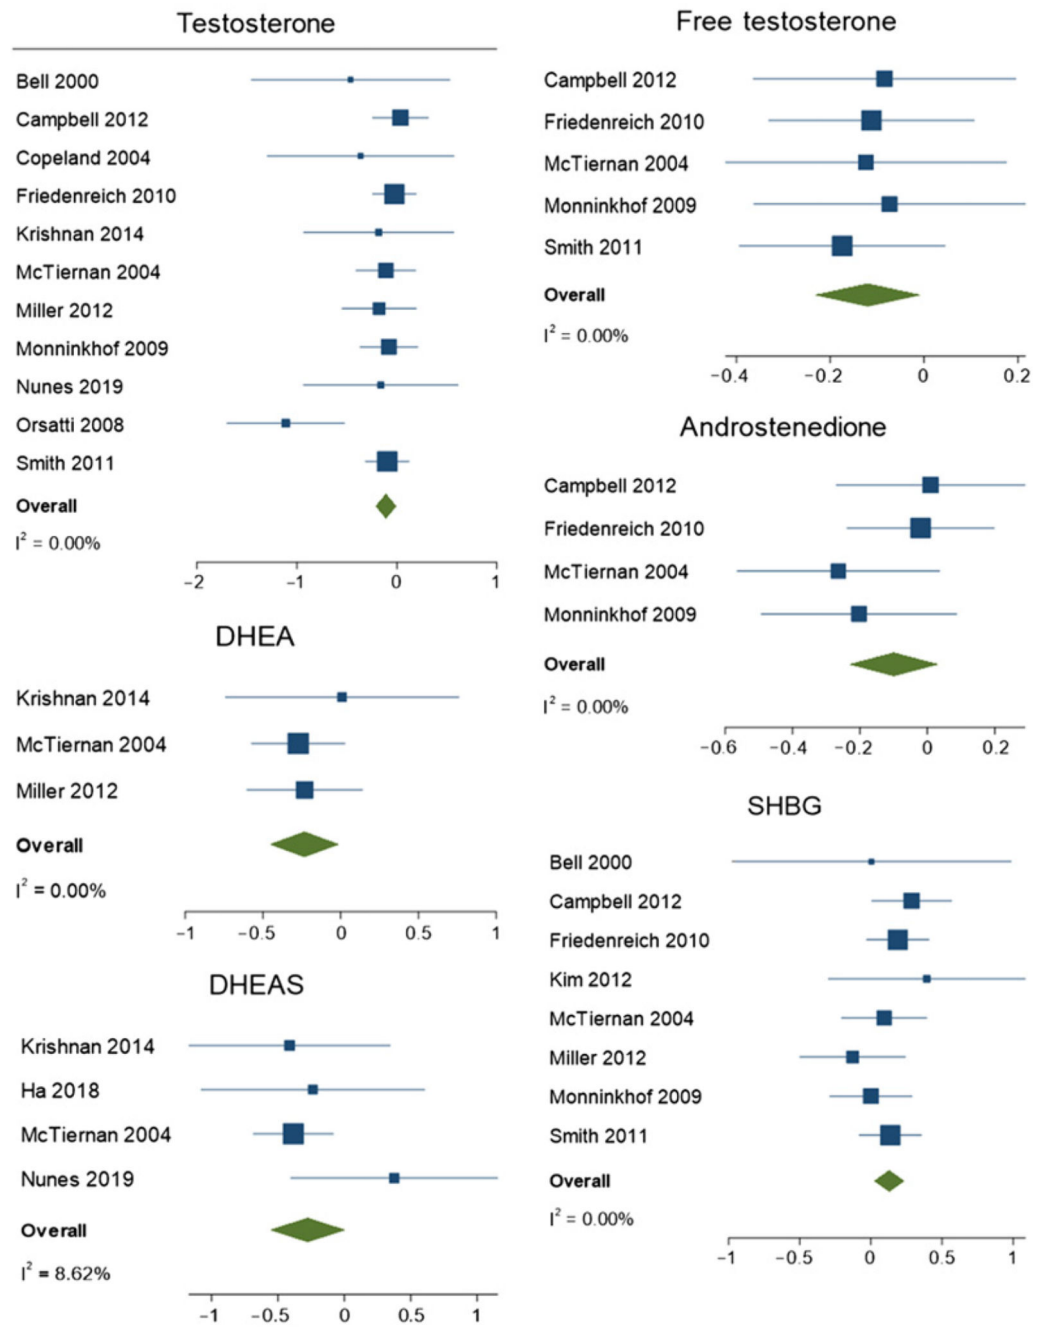 Testosterone
Bell 2000
Campbell 2012
Copeland 2004
Friedenreich 2010
Krishnan 2014
McTiernan 2004
Miller 2012
Monninkhof 2009
Nunes 2019
Orsatti 2008
Smith 2011
Overall
I² = 0.00%
−2 −1 0 1
DHEA
Krishnan 2014
McTiernan 2004
Miller 2012
Overall
I² = 0.00%
−1 −0.5 0 0.5 1
DHEAS
Krishnan 2014
Ha 2018
McTiernan 2004
Nunes 2019
Overall
I² = 8.62%
−1 −0.5 0 0.5 1
Free testosterone
Campbell 2012
Friedenreich 2010
McTiernan 2004
Monninkhof 2009
Smith 2011
Overall
I² = 0.00%
−0.4 −0.2 0 0.2
Androstenedione
Campbell 2012
Friedenreich 2010
McTiernan 2004
Monninkhof 2009
Overall
I² = 0.00%
−0.6 −0.4 −0.2 0 0.2
SHBG
Bell 2000
Campbell 2012
Friedenreich 2010
Kim 2012
McTiernan 2004
Miller 2012
Monninkhof 2009
Smith 2011
Overall
I² = 0.00%
−1 −0.5 0 0.5 1